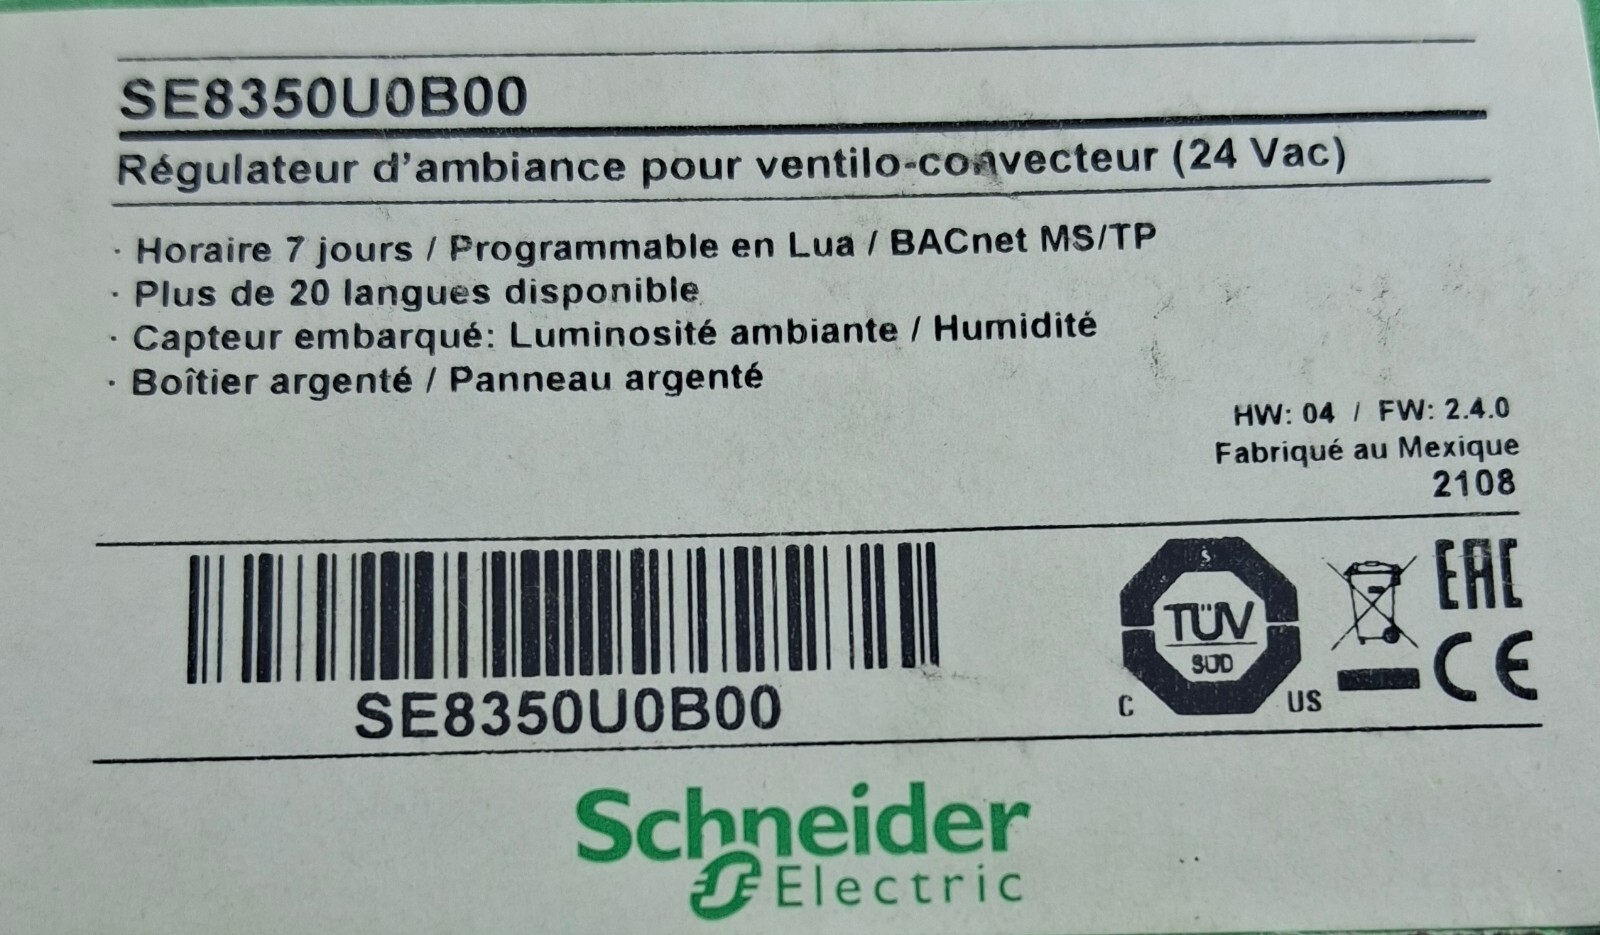 SE8350U0B00
Régulateur d'ambiance pour ventilo-convecteur (24 Vac)
· Horaire 7 jours / Programmable en Lua / BACnet MS/TP
· Plus de 20 langues disponible
· Capteur embarqué: Luminosité ambiante / Humidité
· Boîtier argenté / Panneau argenté
HW: 04 / FW: 2.4.0
Fabriqué au Mexique
2108
SE8350U0B00
S
TÜV
SÜD
C US
EAC
CE
Schneider
Electric